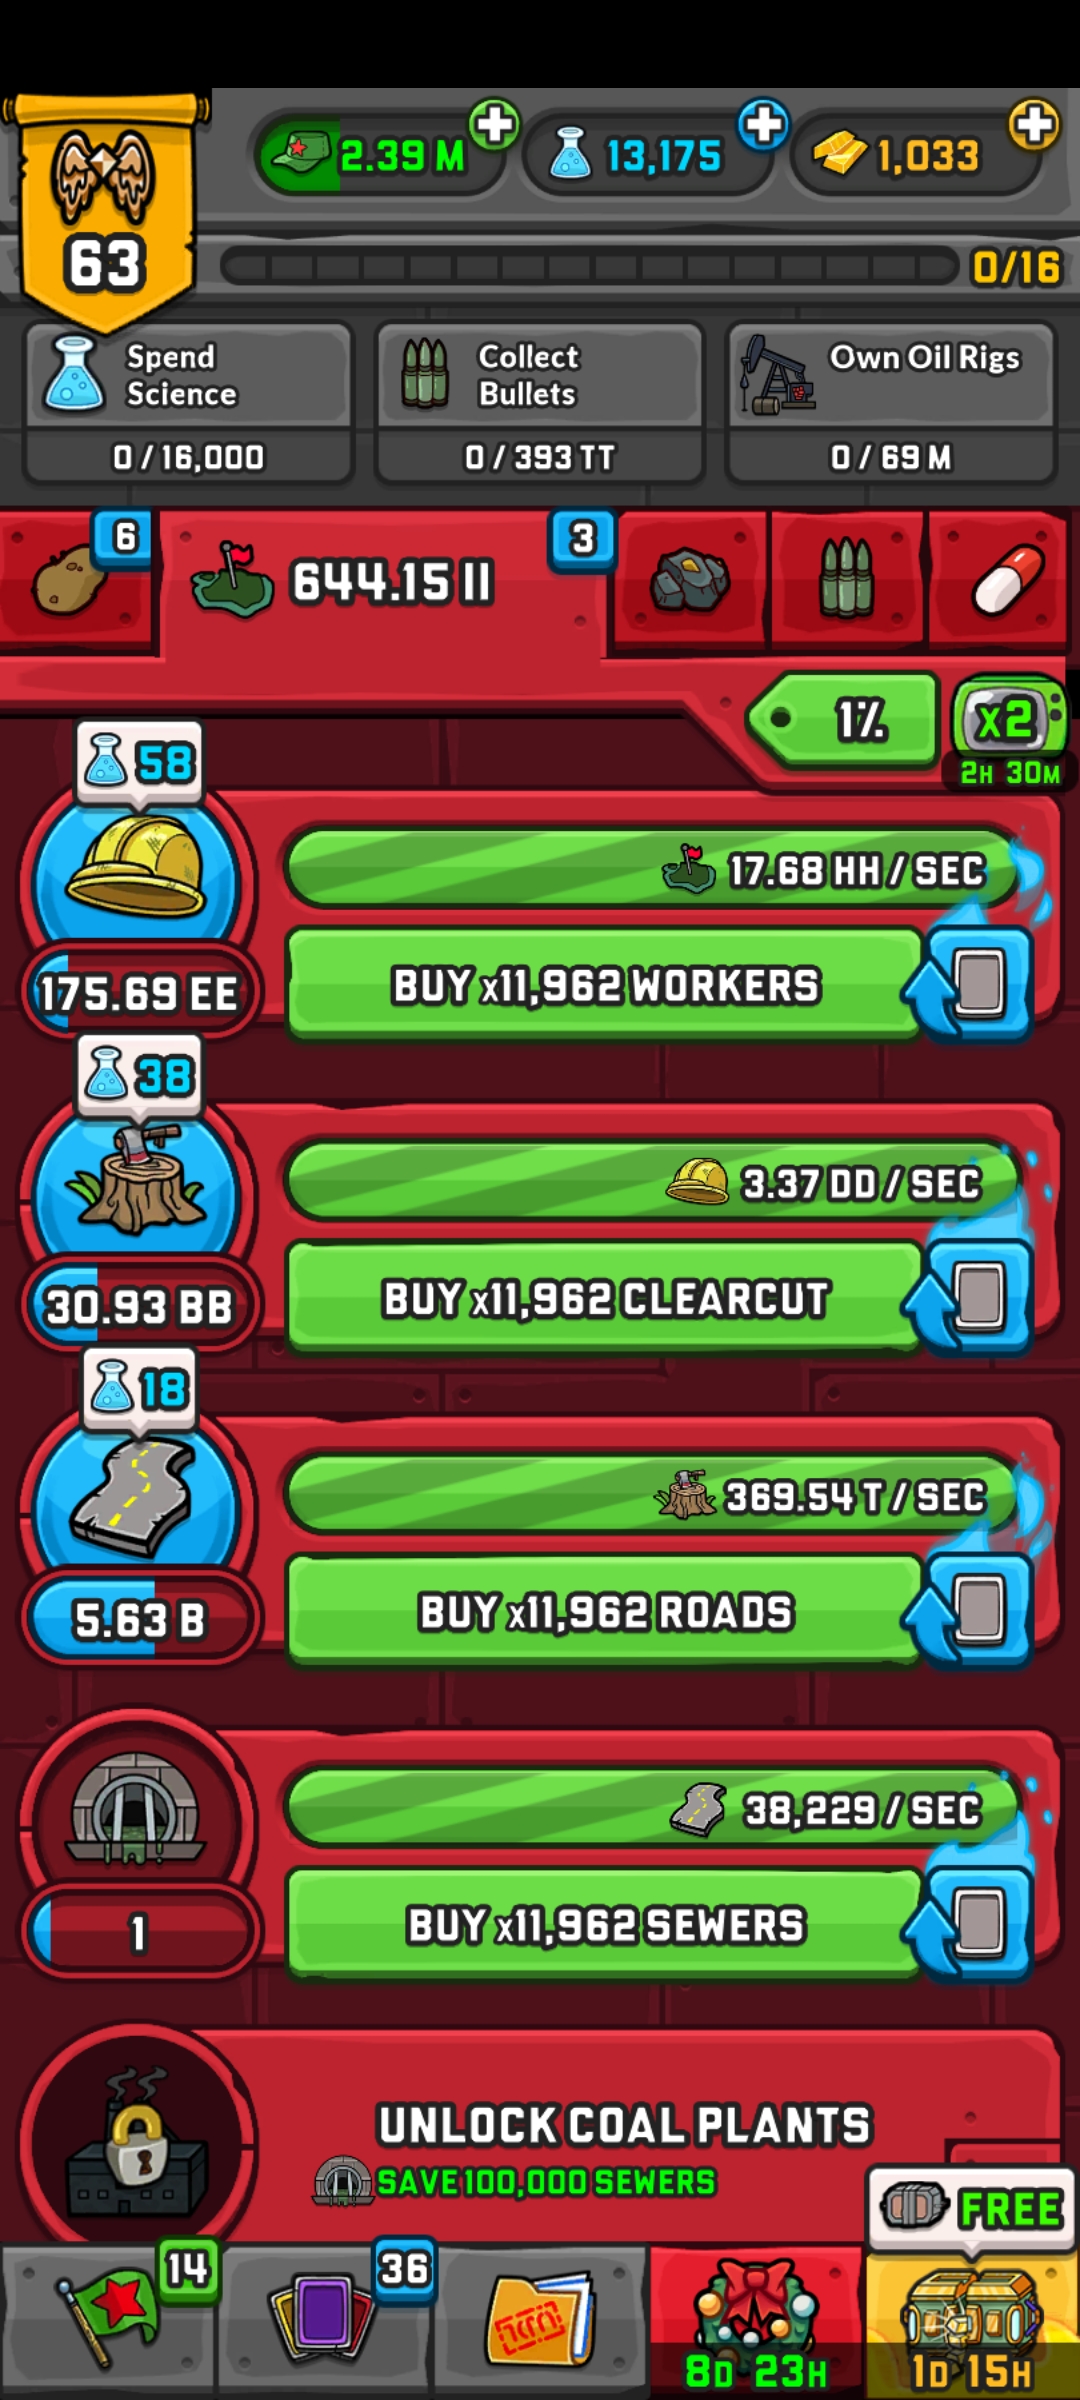 2.39 M
13,175
1,033
63
0/16
Spend
Science
0 / 16,000
Collect
Bullets
0 / 393 TT
Own Oil Rigs
0 / 69 M
6
644.15 II
3
1%
x2
2H 30M
58
17.68 HH / SEC
BUY x11,962 WORKERS
175.69 EE
38
3.37 DD / SEC
BUY x11,962 CLEARCUT
30.93 BB
18
369.54 T / SEC
BUY x11,962 ROADS
5.63 B
38,229 / SEC
BUY x11,962 SEWERS
1
UNLOCK COAL PLANTS
SAVE 100,000 SEWERS
FREE
14
36
8D 23H
1D 15H